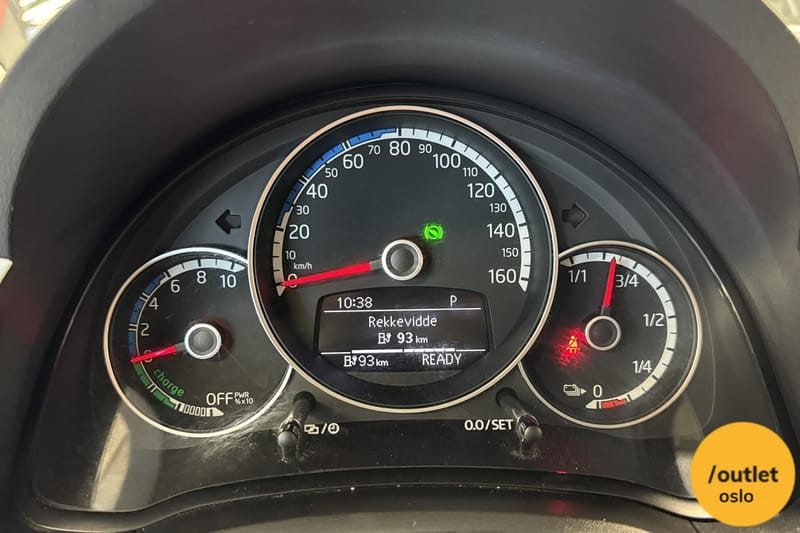 0
10
20
30
40
50
60
70
80
90
100
110
120
130
140
150
160
km/h
10:38 P
Rekkevidde
93 km
93 km READY
0
2
4
6
8
10
charge
OFF PWR
%x10
1/1
3/4
1/2
1/4
0
/
0.0/SET
/outlet
oslo